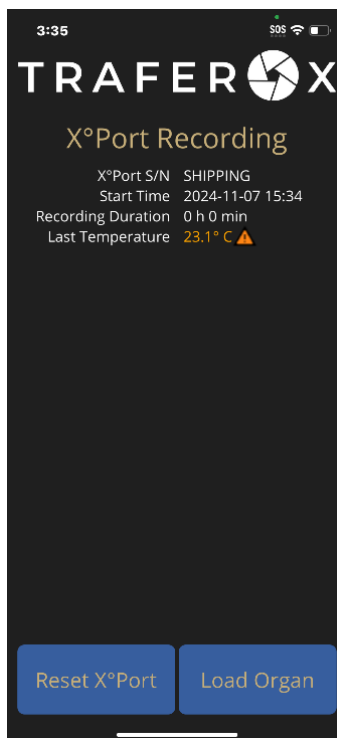 3:35
SOS
TRAFEROX
X°Port Recording
X°Port S/N SHIPPING
Start Time 2024-11-07 15:34
Recording Duration 0 h 0 min
Last Temperature 23.1° C
Reset X°Port
Load Organ